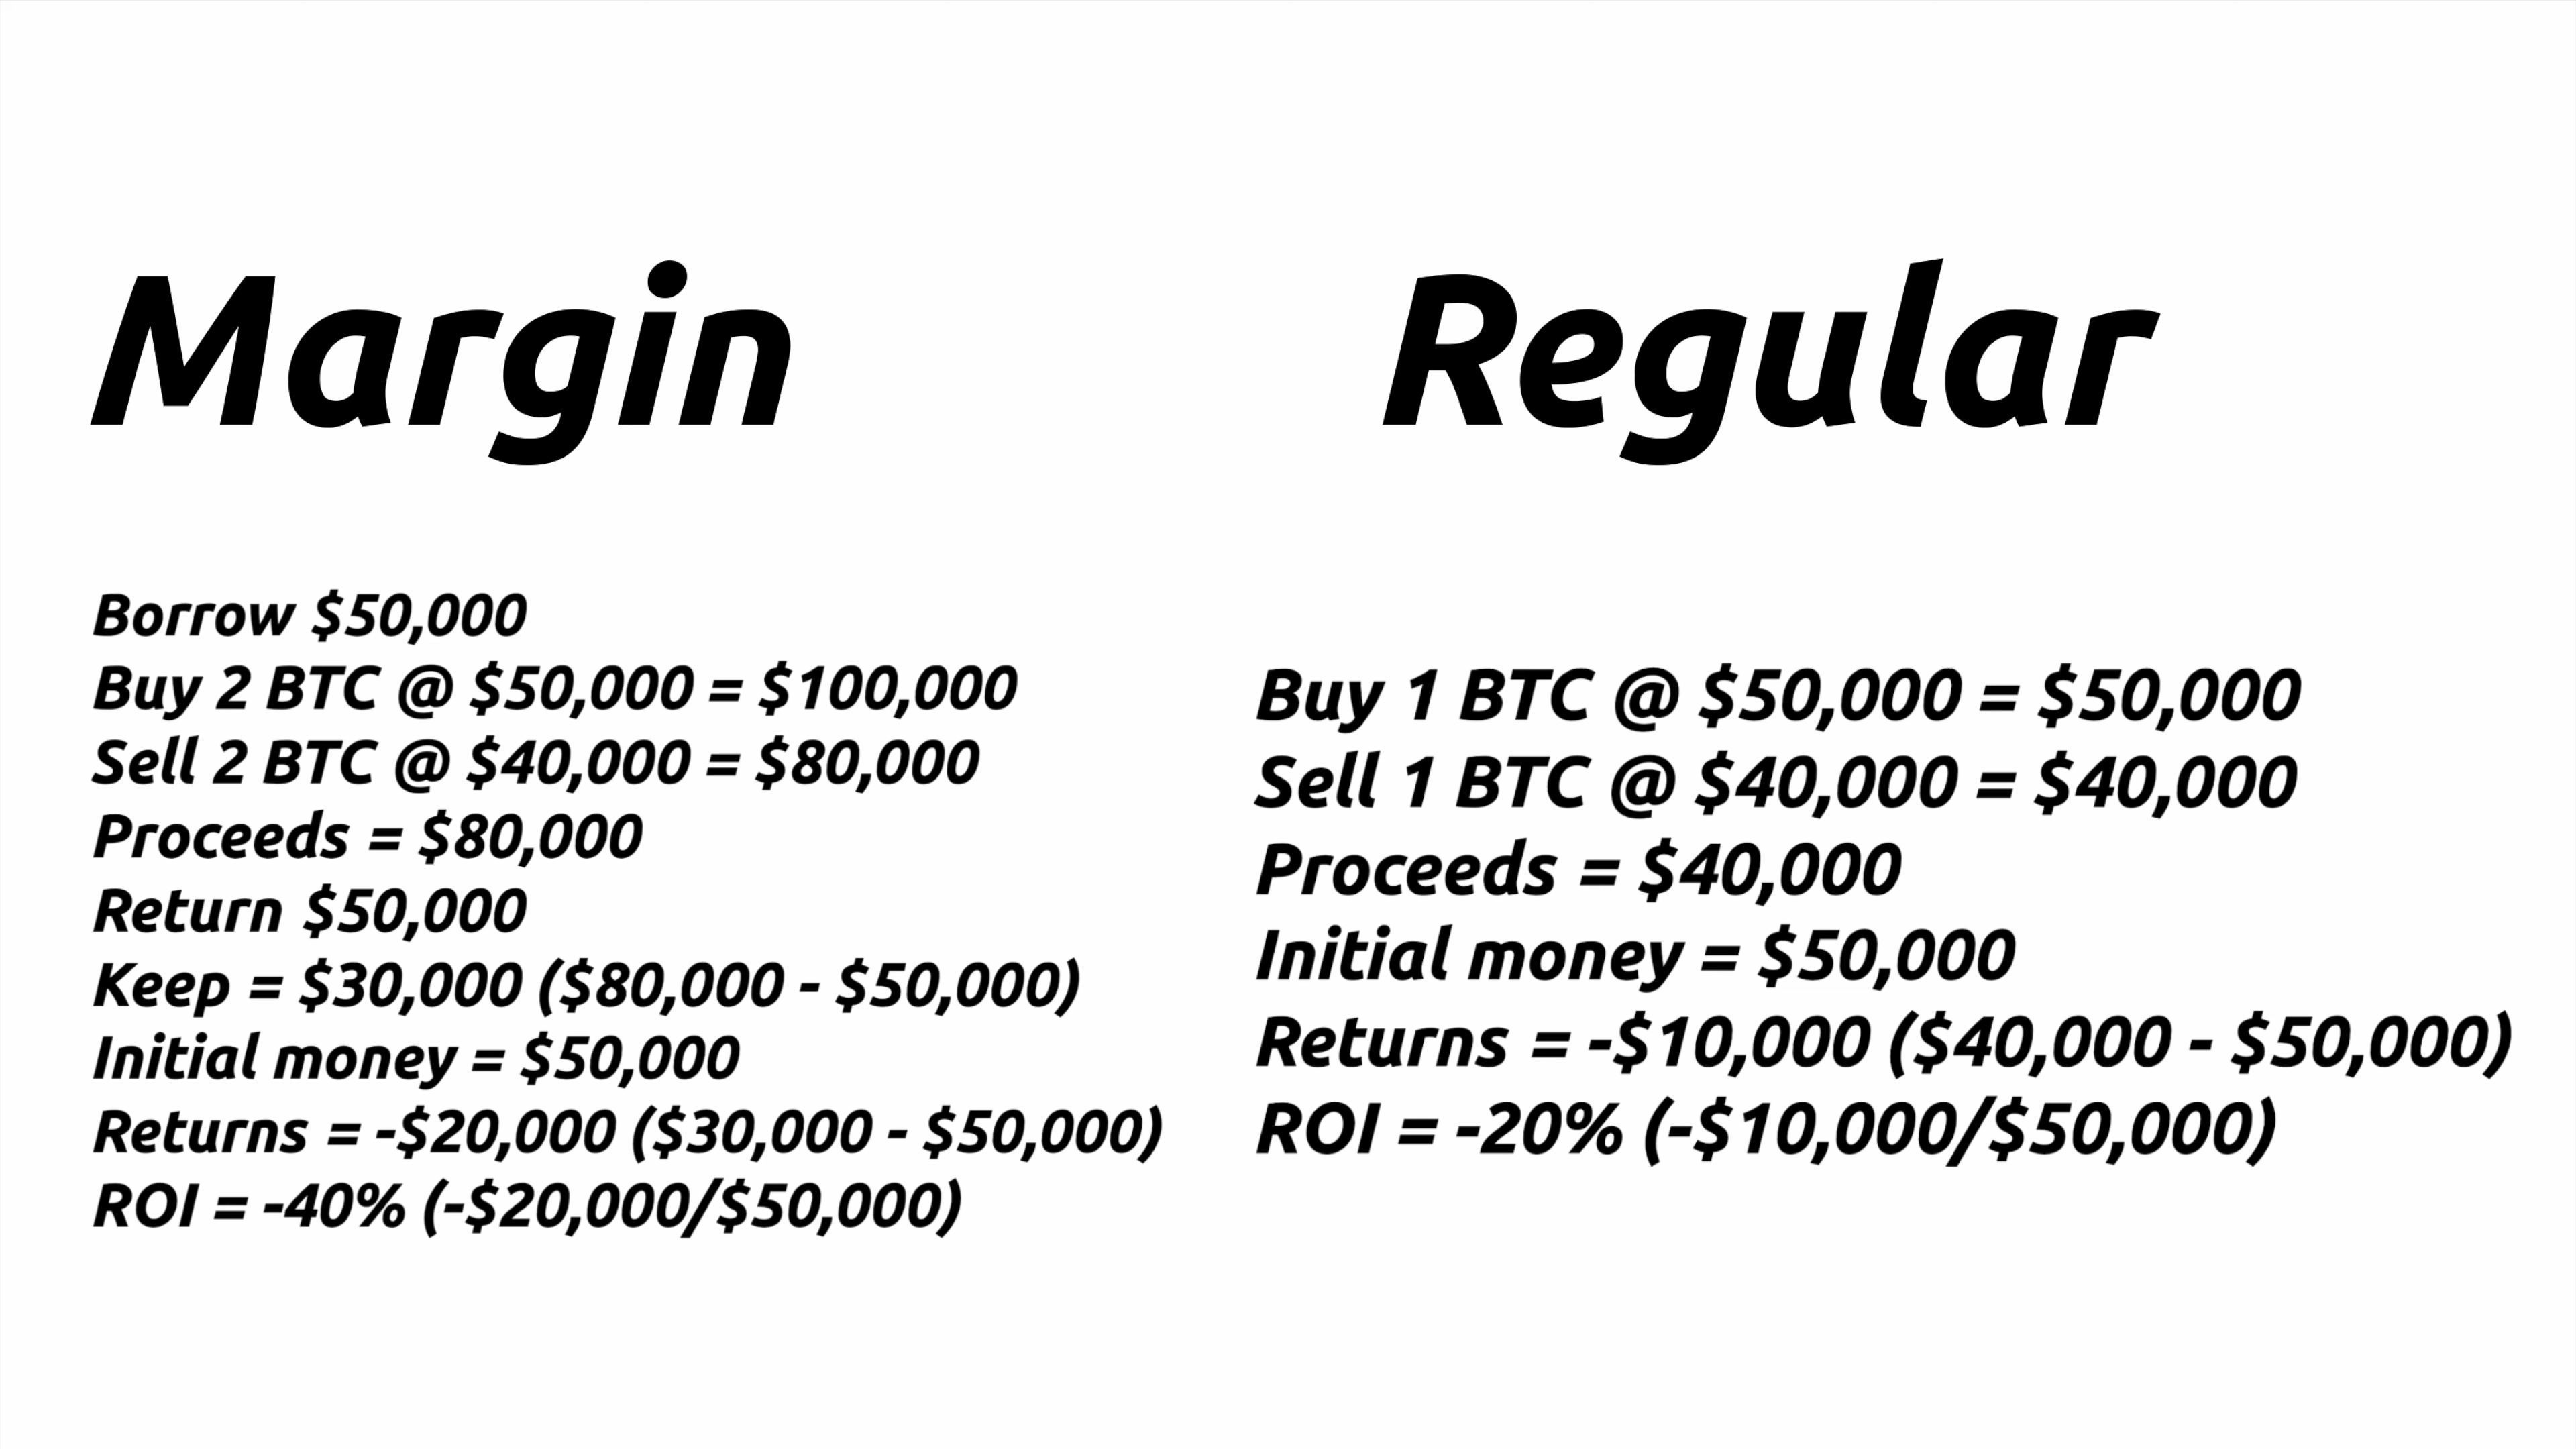 Margin
Borrow $50,000
Buy 2 BTC @ $50,000 = $100,000
Sell 2 BTC @ $40,000 = $80,000
Proceeds = $80,000
Return $50,000
Keep = $30,000 ($80,000 - $50,000)
Initial money = $50,000
Returns = -$20,000 ($30,000 - $50,000)
ROI = -40% (-$20,000/$50,000)
Regular
Buy 1 BTC @ $50,000 = $50,000
Sell 1 BTC @ $40,000 = $40,000
Proceeds = $40,000
Initial money = $50,000
Returns = -$10,000 ($40,000 - $50,000)
ROI = -20% (-$10,000/$50,000)